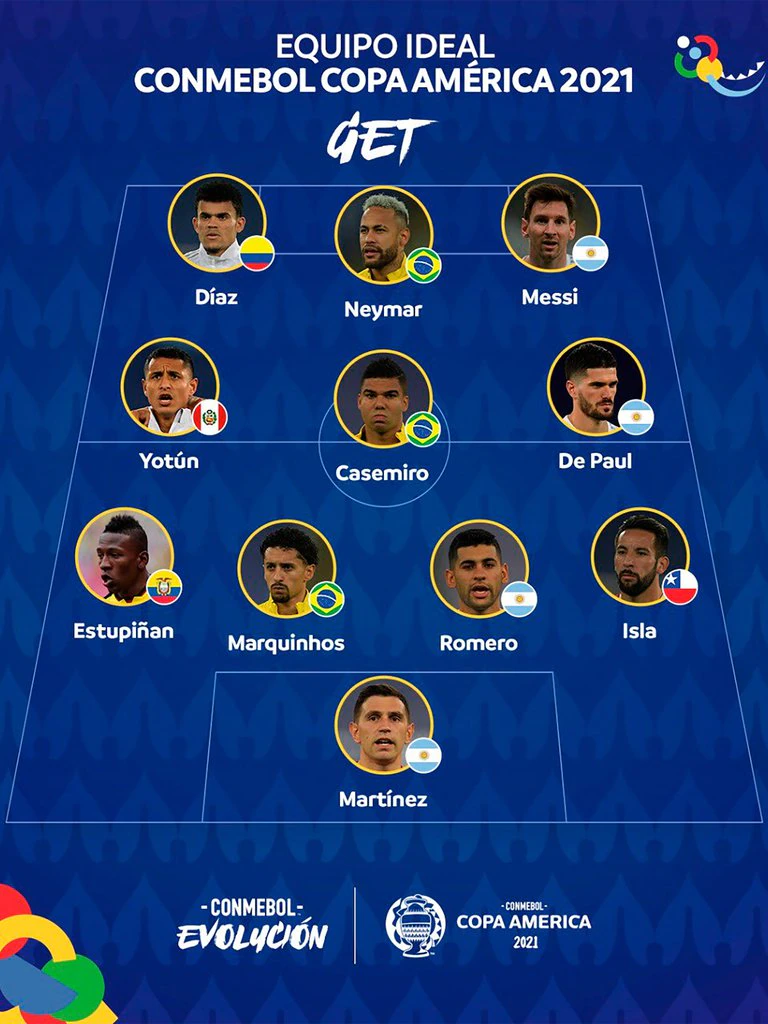 EQUIPO IDEAL
CONMEBOL COPA AMÉRICA 2021
GET
Díaz
Neymar
Messi
Yotún
Casemiro
De Paul
Estupiñan
Marquinhos
Romero
Isla
Martínez
-CONMEBOL-
EVOLUCIÓN
-CONMEBOL-
COPA AMERICA
2021